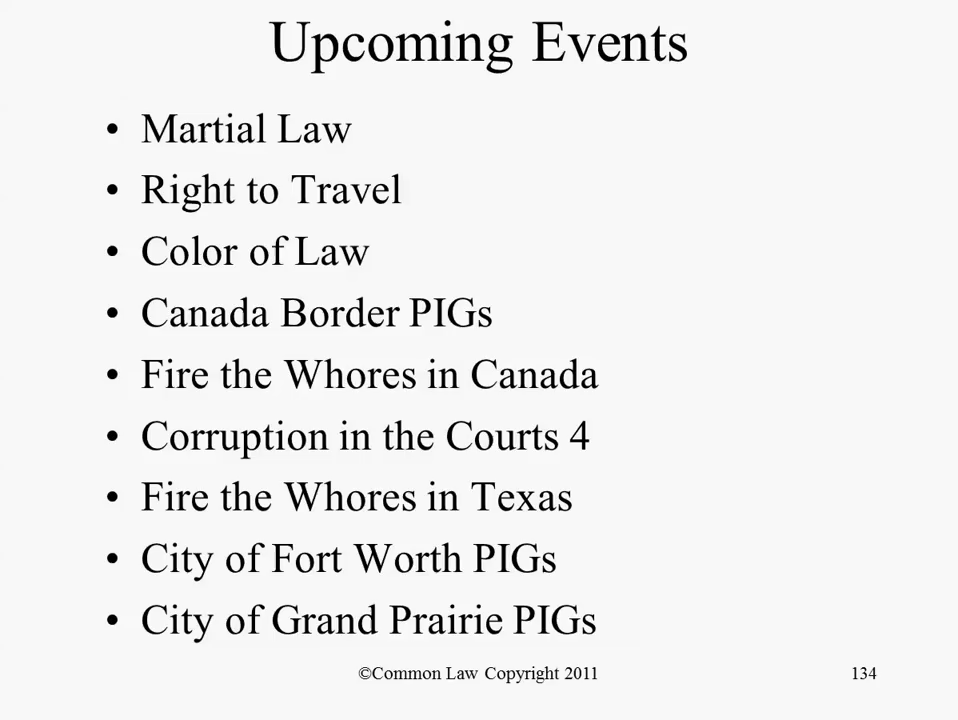 Upcoming Events
• Martial Law
• Right to Travel
• Color of Law
• Canada Border PIGs
• Fire the Whores in Canada
• Corruption in the Courts 4
• Fire the Whores in Texas
• City of Fort Worth PIGs
• City of Grand Prairie PIGs
©Common Law Copyright 2011
134